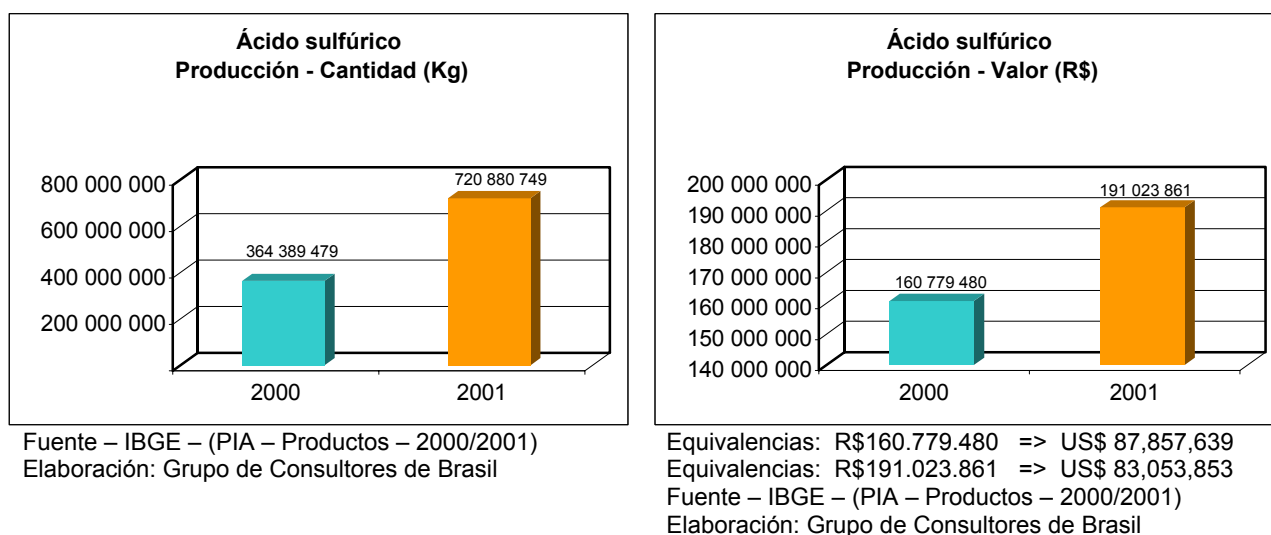 Ácido sulfúrico
Producción - Cantidad (Kg)
800 000 000
600 000 000
400 000 000
200 000 000
364 389 479
720 880 749
2000
2001
Fuente – IBGE – (PIA – Productos – 2000/2001)
Elaboración: Grupo de Consultores de Brasil
Ácido sulfúrico
Producción - Valor (R$)
200 000 000
190 000 000
180 000 000
170 000 000
160 000 000
150 000 000
140 000 000
160 779 480
191 023 861
2000
2001
Equivalencias: R$160.779.480 => US$ 87,857,639
Equivalencias: R$191.023.861 => US$ 83,053,853
Fuente – IBGE – (PIA – Productos – 2000/2001)
Elaboración: Grupo de Consultores de Brasil